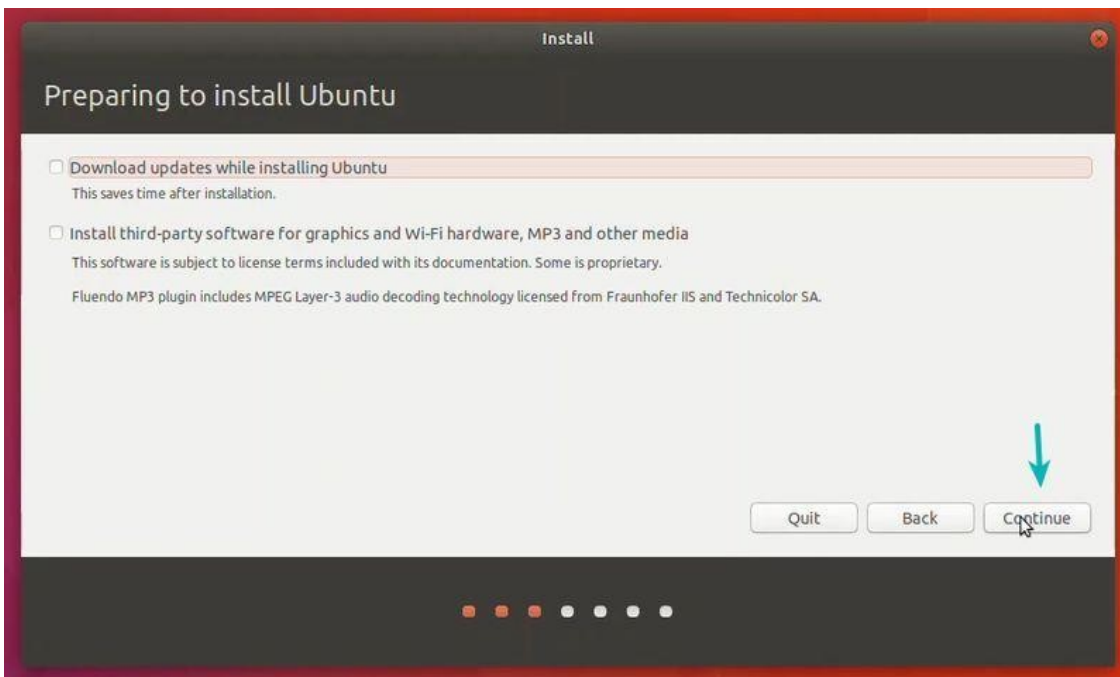 Install
Preparing to install Ubuntu
Download updates while installing Ubuntu
This saves time after installation.
Install third-party software for graphics and Wi-Fi hardware, MP3 and other media
This software is subject to license terms included with its documentation. Some is proprietary.
Fluendo MP3 plugin includes MPEG Layer-3 audio decoding technology licensed from Fraunhofer IIS and Technicolor SA.
Quit Back Continue